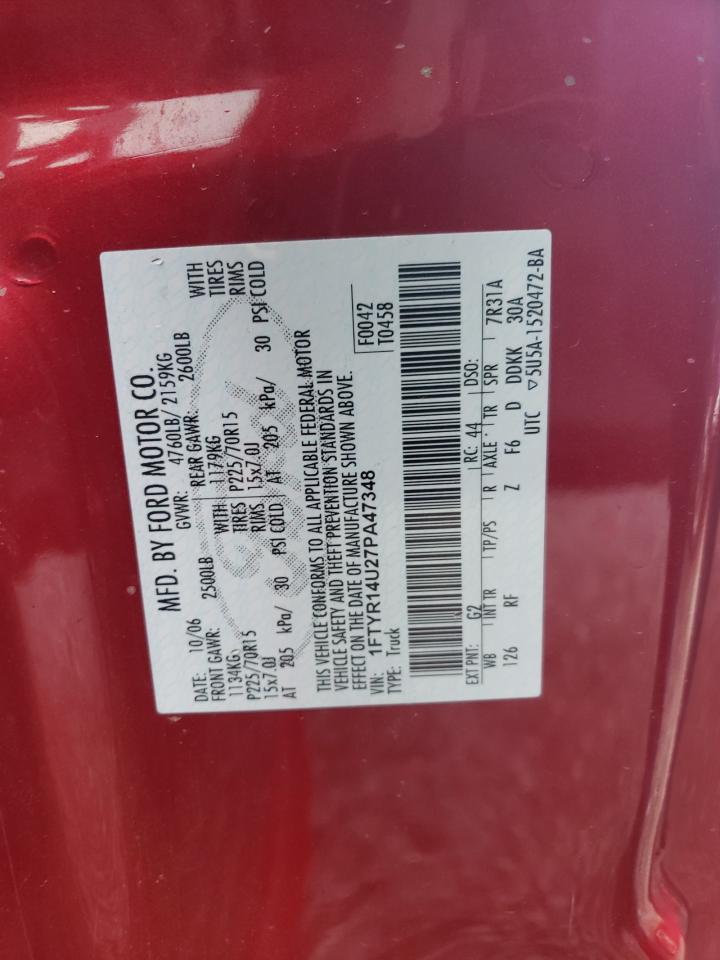 MFD. BY FORD MOTOR CO.
DATE: 10/06 GVWR: 4760LB/ 2159KG
FRONT GAWR: 2500LB REAR GAWR: 2600LB
1134KG WITH 1179KG WITH
P225/70R15 TIRES P225/70R15 TIRES
15x7.0J RIMS 15x7.0J RIMS
AT 205 kPa/ 30 PSI COLD AT 205 kPa/ 30 PSI COLD
THIS VEHICLE CONFORMS TO ALL APPLICABLE FEDERAL MOTOR
VEHICLE SAFETY AND THEFT PREVENTION STANDARDS IN
EFFECT ON THE DATE OF MANUFACTURE SHOWN ABOVE.
VIN: 1FTYR14U27PA47348 F0042
TYPE: Truck T0458
EXT PNT: G2 RC: 44 DSO:
WB INT TR TP/PS R AXLE TR SPR 7R31A
126 RF Z F6 D DDKK 30A
UTC ▽5U5A-1520472-BA